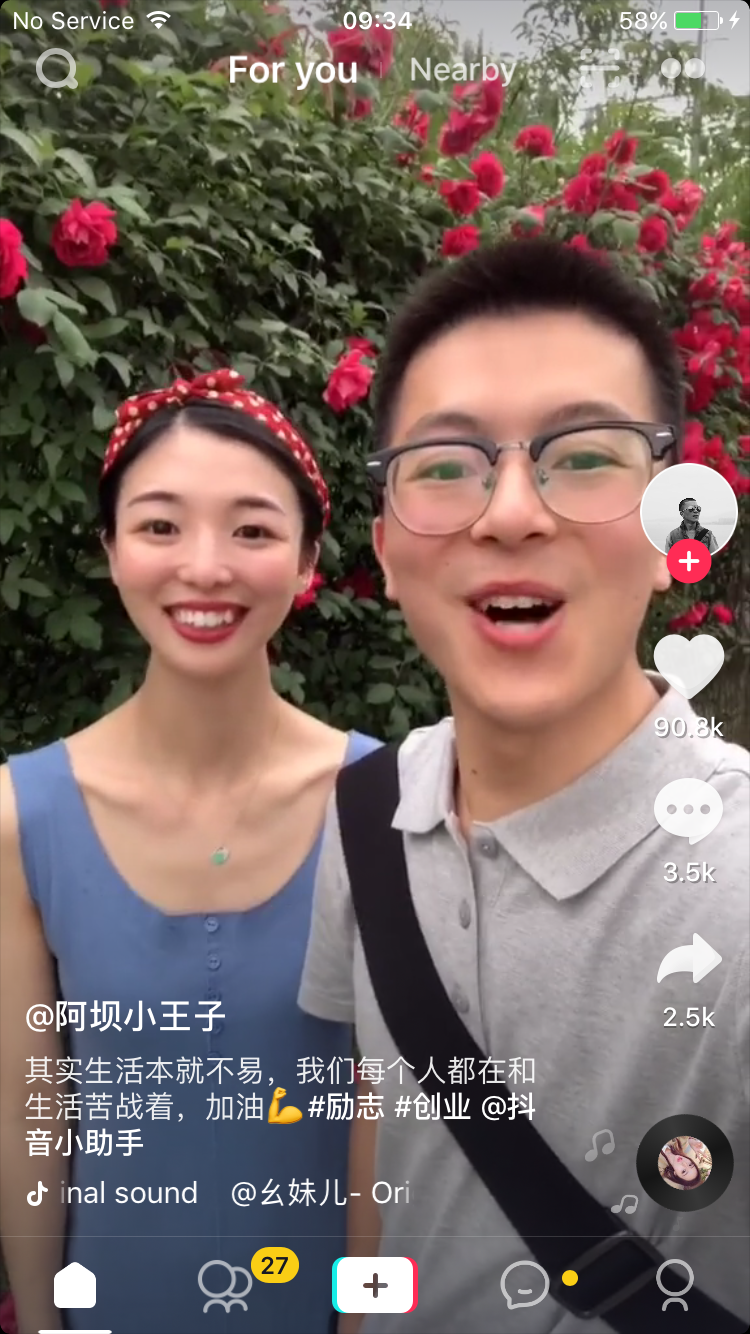 No Service 09:34 58%
For you Nearby
90.8k
3.5k
2.5k
@阿坝小王子
其实生活本就不易，我们每个人都在和
生活苦战着，加油💪#励志 #创业 @抖
音小助手
inal sound @幺妹儿- Ori
27